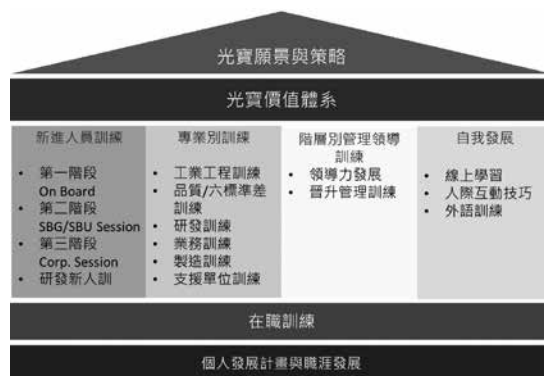 光寶願景與策略
光寶價值體系
新進人員訓練
• 第一階段
On Board
• 第二階段
SBG/SBU Session
• 第三階段
Corp. Session
• 研發新人訓
專業別訓練
• 工業工程訓練
• 品質/六標準差
訓練
• 研發訓練
• 業務訓練
• 製造訓練
• 支援單位訓練
階層別管理領導
訓練
• 領導力發展
• 晉升管理訓練
自我發展
• 線上學習
• 人際互動技巧
• 外語訓練
在職訓練
個人發展計畫與職涯發展